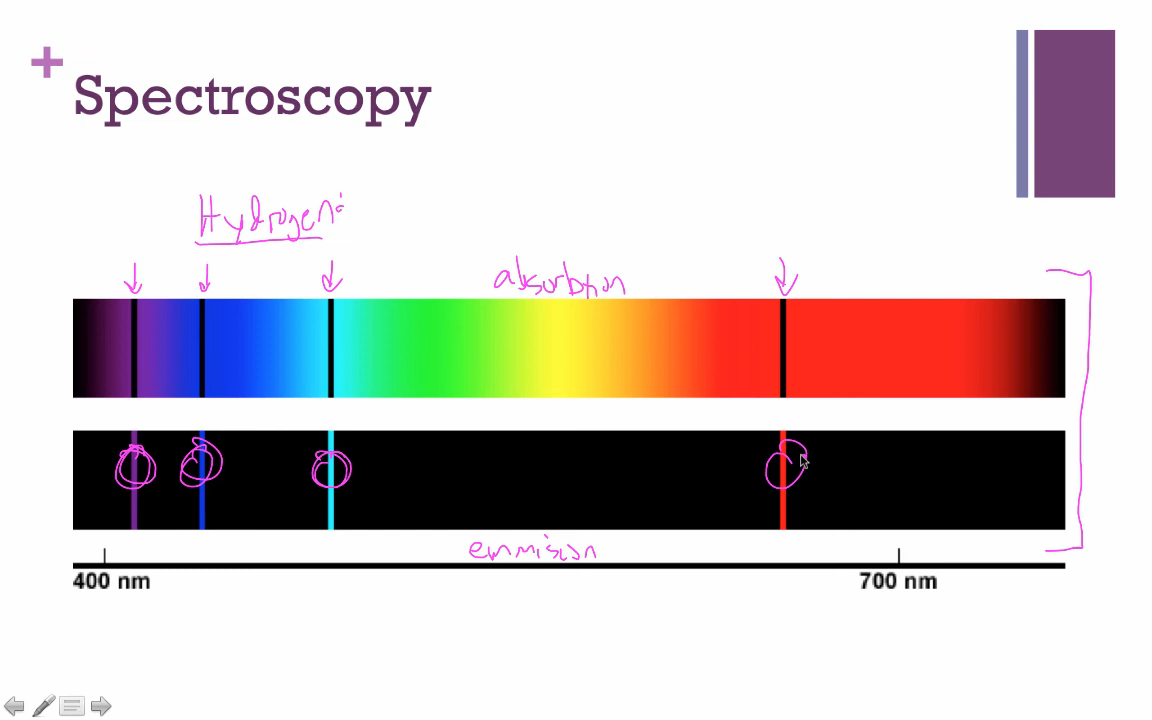 +
Spectroscopy
Hydrogen:
absorbtion
emmision
400 nm 700 nm